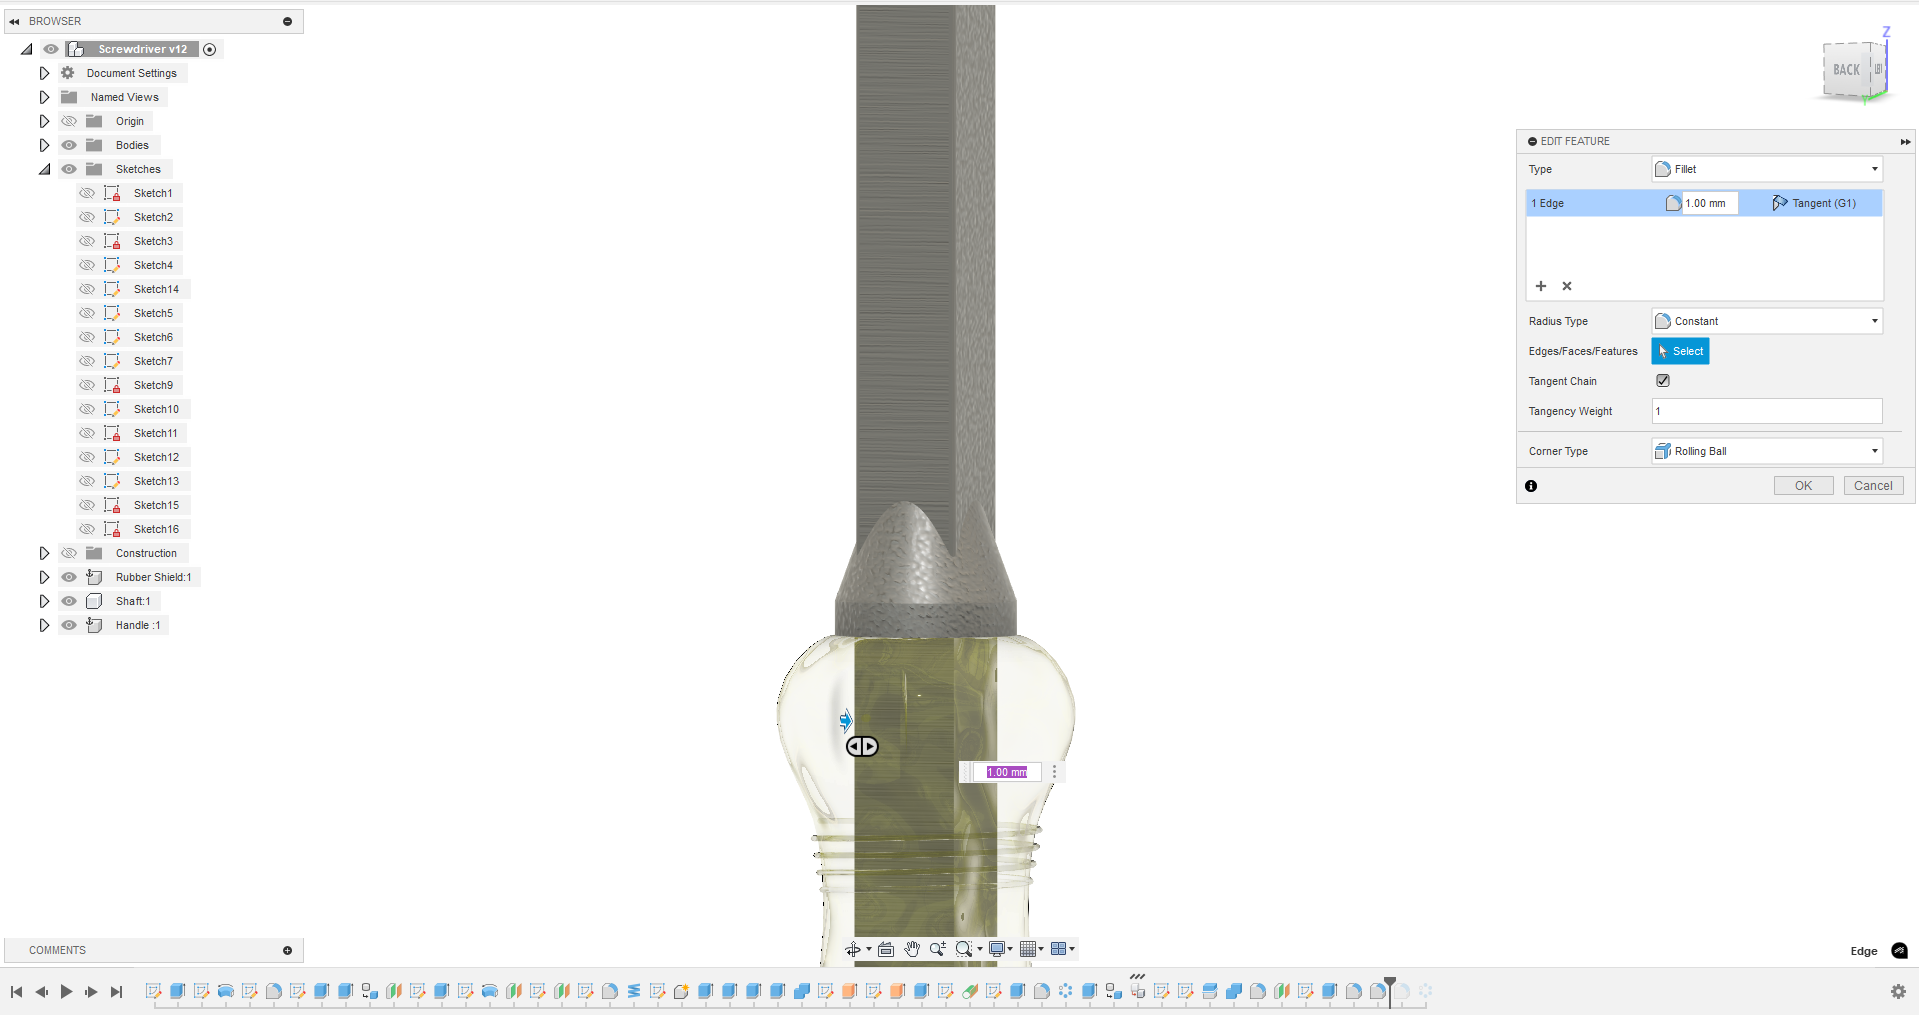 BROWSER
Screwdriver v12
Document Settings
Named Views
Origin
Bodies
Sketches
Sketch1
Sketch2
Sketch3
Sketch4
Sketch14
Sketch5
Sketch6
Sketch7
Sketch9
Sketch10
Sketch11
Sketch12
Sketch13
Sketch15
Sketch16
Construction
Rubber Shield:1
Shaft:1
Handle :1
COMMENTS
1.00 mm
Z
BACK
EDIT FEATURE
Type Fillet
1 Edge 1.00 mm Tangent (G1)
Radius Type Constant
Edges/Faces/Features Select
Tangent Chain
Tangency Weight 1
Corner Type Rolling Ball
OK Cancel
Edge